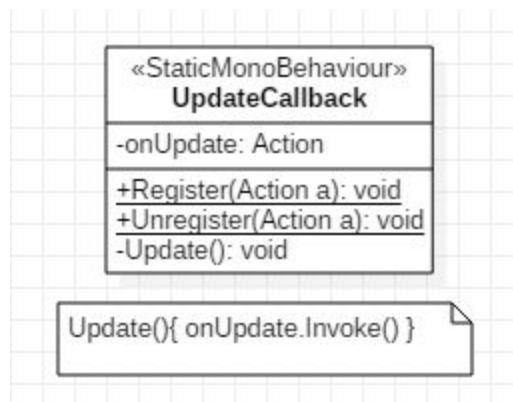 «StaticMonoBehaviour»
UpdateCallback
-onUpdate: Action
+Register(Action a): void
+Unregister(Action a): void
-Update(): void
Update(){ onUpdate.Invoke() }